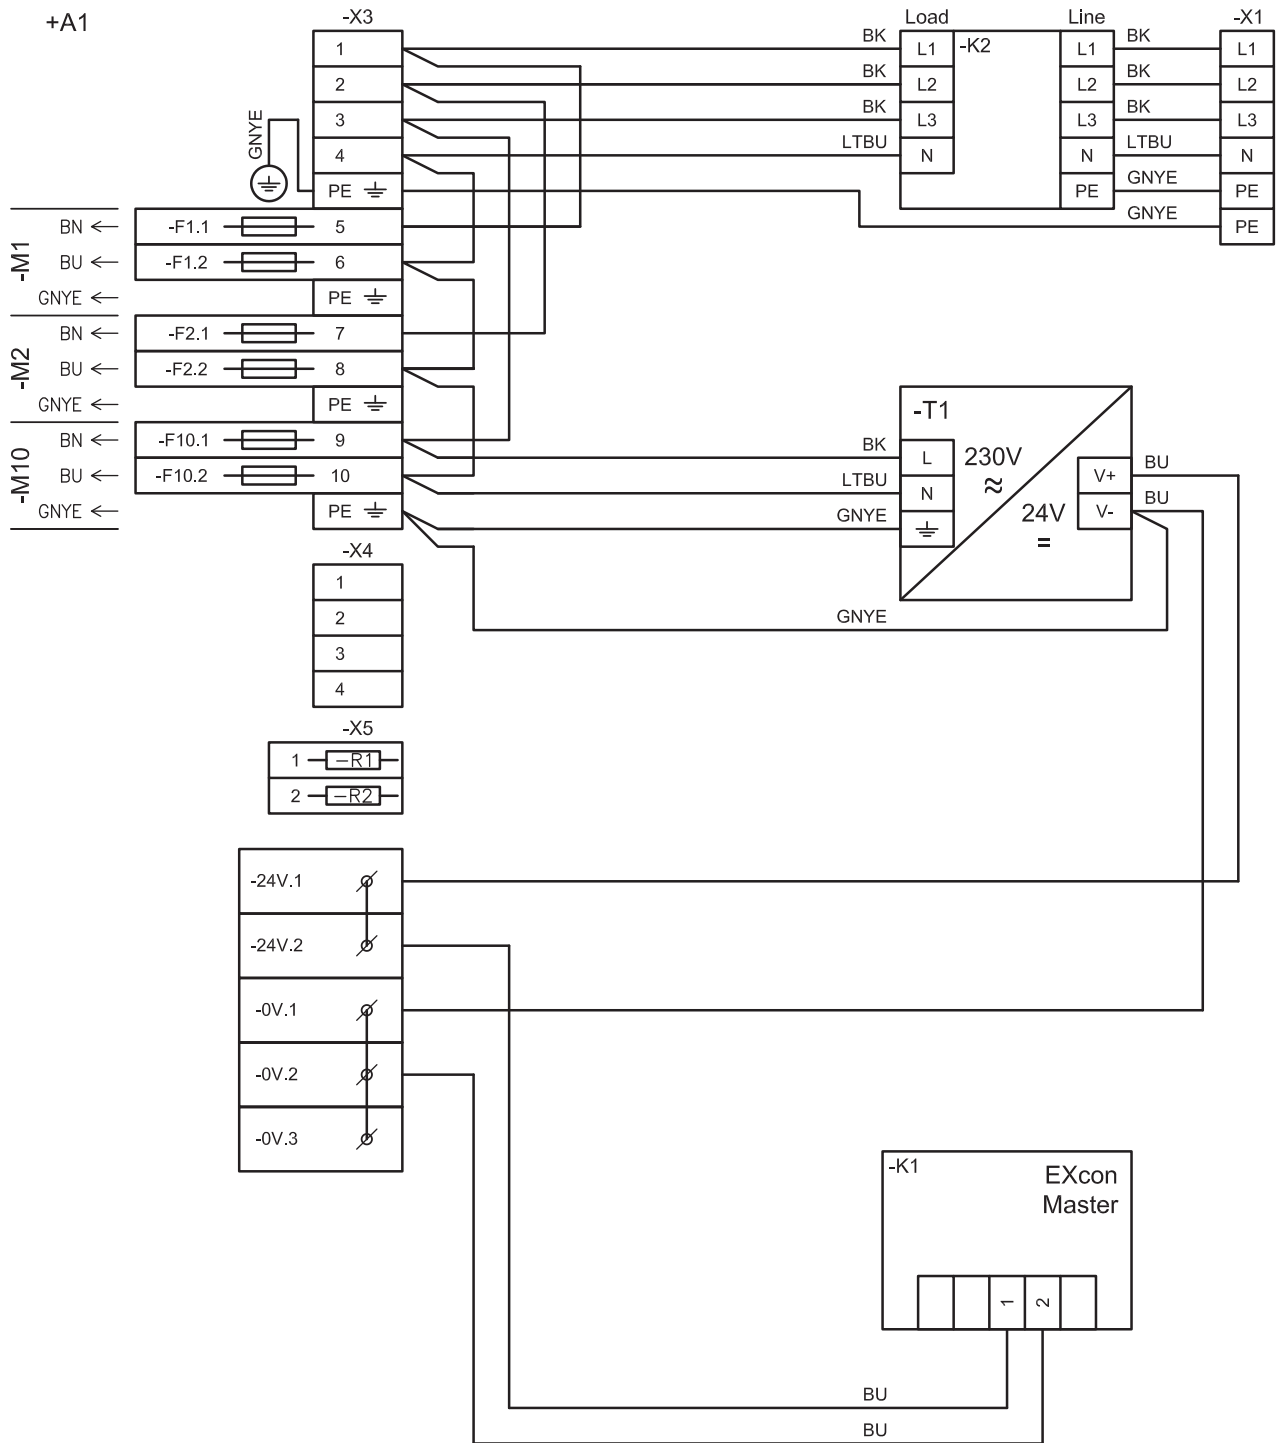 +A1 -X3 Load Line -X1
1 BK L1 -K2 L1 BK L1
2 BK L2 L2 BK L2
3 BK L3 L3 BK L3
GNYE
4 LTBU N N LTBU N
PE PE GNYE PE
GNYE PE
-M1
BN -F1.1 5
BU -F1.2 6
GNYE PE
-M2
BN -F2.1 7
BU -F2.2 8
GNYE PE
-M10
BN -F10.1 9
BU -F10.2 10
GNYE PE
-T1
BK L 230V
≈
LTBU N
GNYE
24V
=
V+ BU
V- BU
GNYE
-X4
1
2
3
4
-X5
1 -R1
2 -R2
-24V.1
-24V.2
-0V.1
-0V.2
-0V.3
-K1 EXcon
Master
1 2
BU
BU